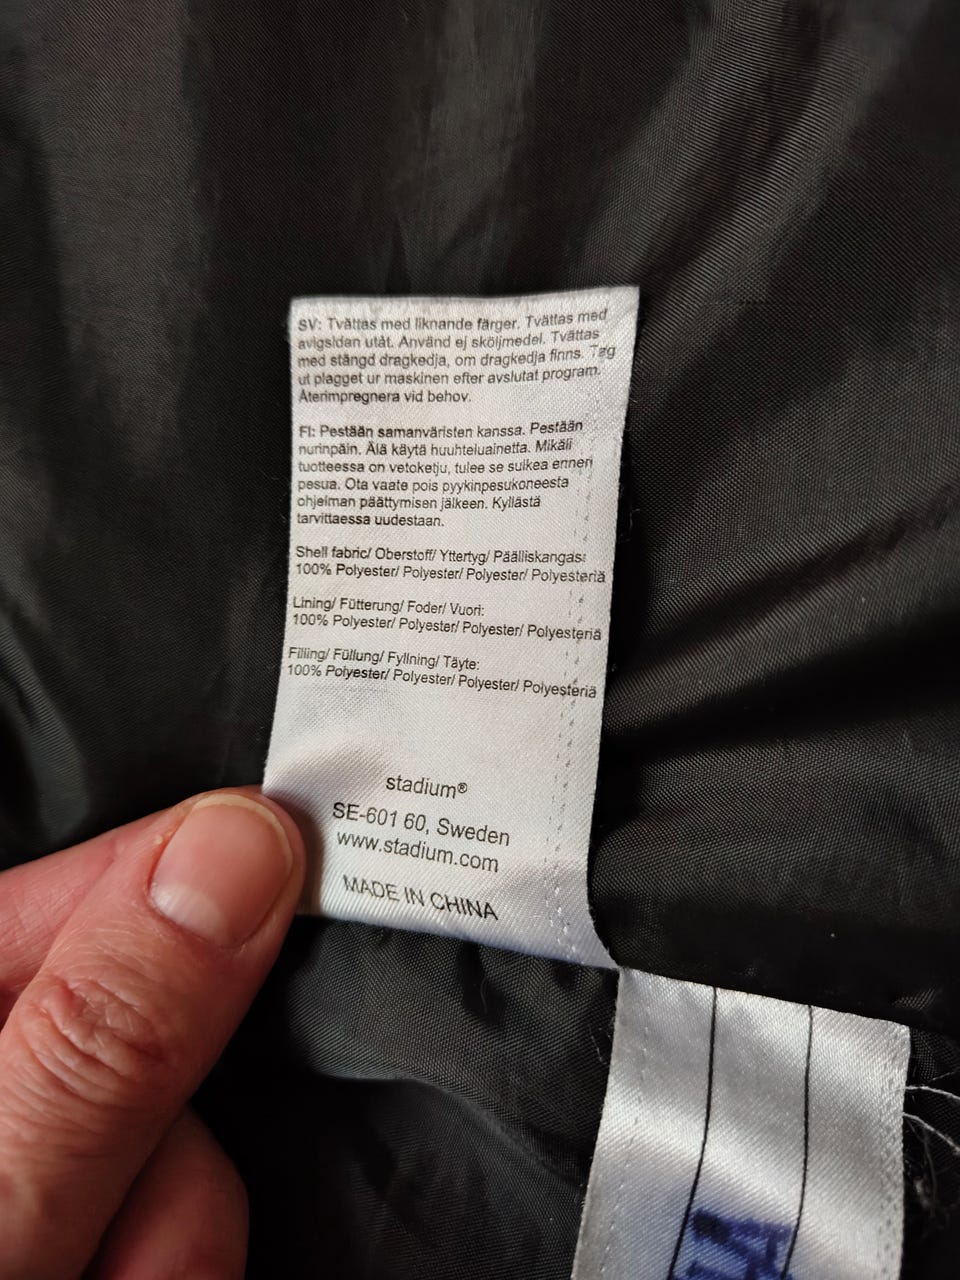 SV: Tvättas med liknande färger. Tvättas med
avigsidan utåt. Använd ej sköljmedel. Tvättas
med stängd dragkedja, om dragkedja finns. Tag
ut plagget ur maskinen efter avslutat program.
Återimpregnera vid behov.
FI: Pestään samanväristen kanssa. Pestään
nurinpäin. Älä käytä huuhteluainetta. Mikäli
tuotteessa on vetoketju, tulee se sulkea ennen
pesua. Ota vaate pois pyykinpesukoneesta
ohjelman päättymisen jälkeen. Kyllästä
tarvittaessa uudestaan.
Shell fabric/ Oberstoff/ Yttertyg/ Päälliskangas:
100% Polyester/ Polyester/ Polyester/ Polyesteriä
Lining/ Fütterung/ Foder/ Vuori:
100% Polyester/ Polyester/ Polyester/ Polyesteriä
Filling/ Füllung/ Fyllning/ Täyte:
100% Polyester/ Polyester/ Polyester/ Polyesteriä
stadium®
SE-601 60, Sweden
www.stadium.com
MADE IN CHINA